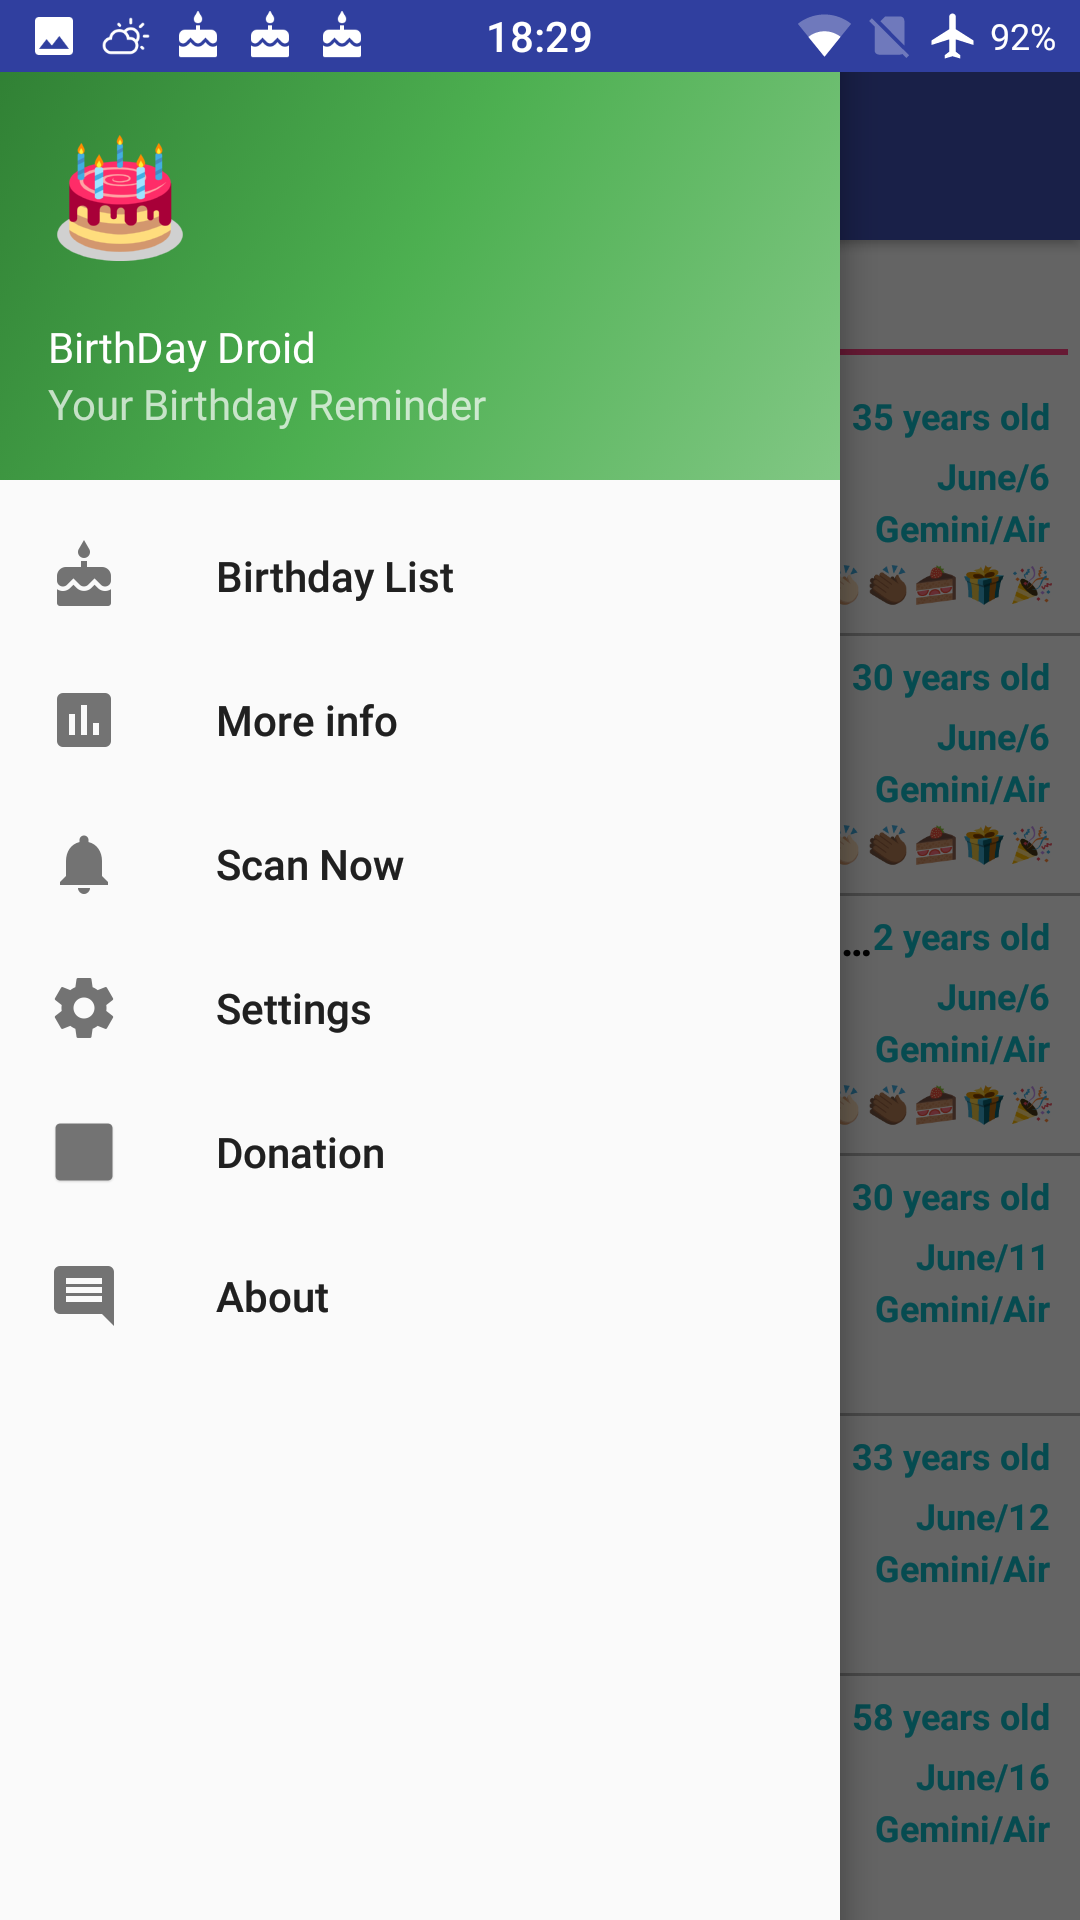 18:29
92%
BirthDay Droid
Your Birthday Reminder
Birthday List
More info
Scan Now
Settings
Donation
About
35 years old
June/6
Gemini/Air
30 years old
June/6
Gemini/Air
...2 years old
June/6
Gemini/Air
30 years old
June/11
Gemini/Air
33 years old
June/12
Gemini/Air
58 years old
June/16
Gemini/Air